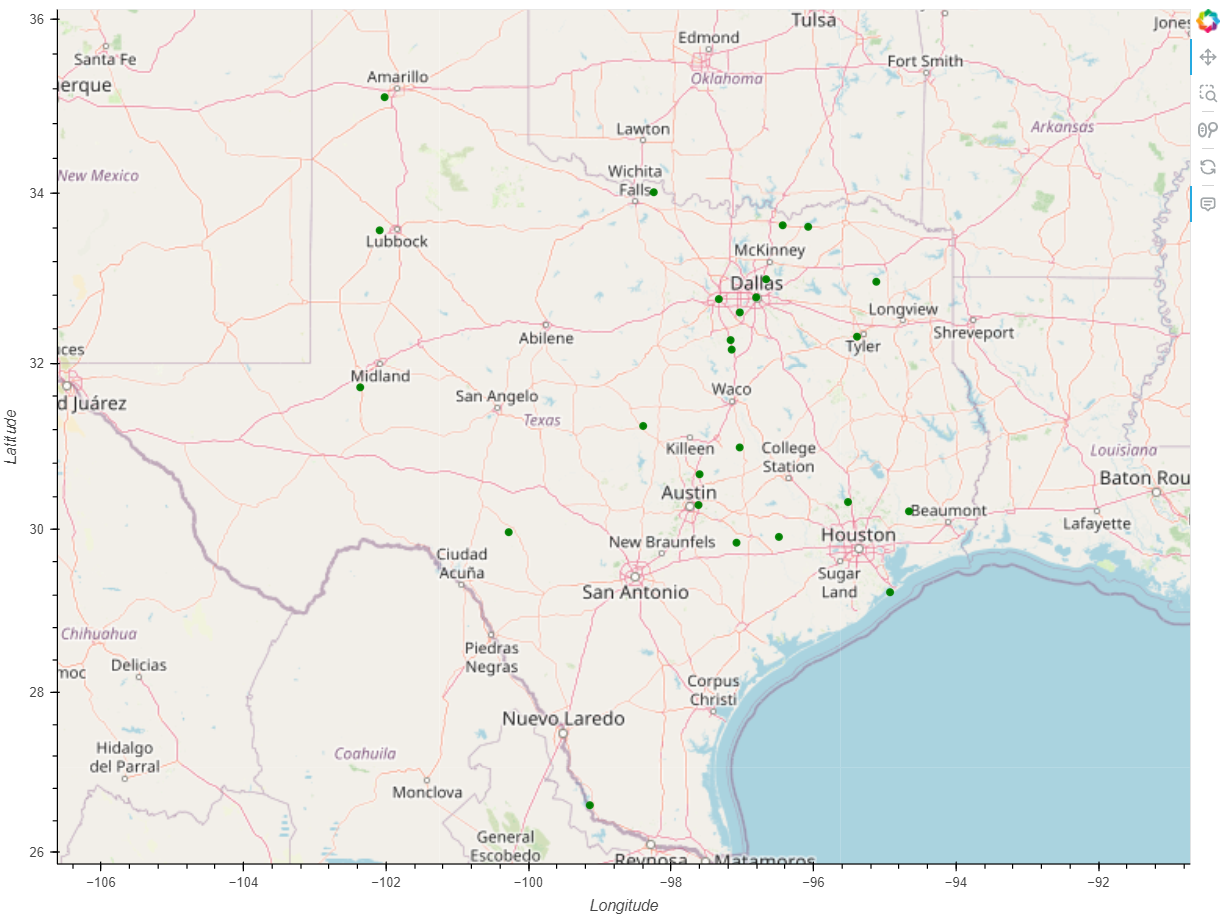 36
Tulsa
Jones
Edmond
Santa Fe
Fort Smith
Amarillo
Oklahoma
erque
Lawton
Arkansas
Wichita
Falls
New Mexico
34
Lubbock
McKinney
Dallas
Longview
Shreveport
Abilene
Tyler
ces
32
Midland
Waco
San Angelo
d Juárez
Texas
Latitude
Killeen
College
Station
Louisiana
Baton Rou
Austin
Beaumont
Lafayette
30
Houston
New Braunfels
Ciudad
Acuña
Sugar
Land
San Antonio
Chihuahua
Piedras
Negras
Delicias
moc
28
Corpus
Christi
Nuevo Laredo
Hidalgo
del Parral
Coahuila
Monclova
General
Escobedo
26
Reynosa
Matamoros
−106
−104
−102
−100
−98
−96
−94
−92
Longitude